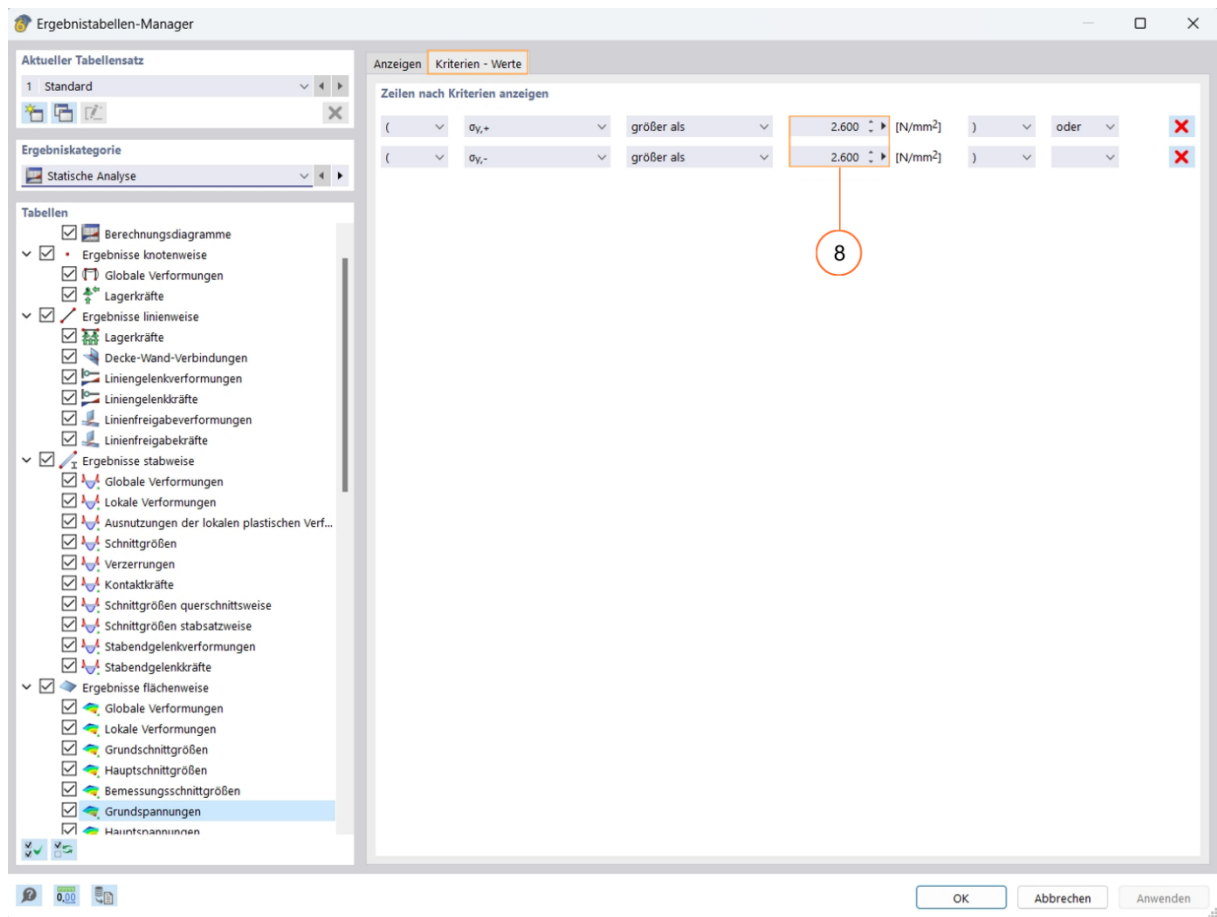 Ergebnistabellen-Manager
Aktueller Tabellensatz
1 Standard
Ergebniskategorie
Statische Analyse
Tabellen
Berechnungsdiagramme
Ergebnisse knotenweise
Globale Verformungen
Lagerkräfte
Ergebnisse linienweise
Lagerkräfte
Decke-Wand-Verbindungen
Liniengelenkverformungen
Liniengelenkkräfte
Linienfreigabeverformungen
Linienfreigabekräfte
Ergebnisse stabweise
Globale Verformungen
Lokale Verformungen
Ausnutzungen der lokalen plastischen Verf...
Schnittgrößen
Verzerrungen
Kontaktkräfte
Schnittgrößen querschnittsweise
Schnittgrößen stabsatzweise
Stabendgelenkverformungen
Stabendgelenkkräfte
Ergebnisse flächenweise
Globale Verformungen
Lokale Verformungen
Grundschnittgrößen
Hauptschnittgrößen
Bemessungsschnittgrößen
Grundspannungen
Hauptspannungen
Anzeigen Kriterien - Werte
Zeilen nach Kriterien anzeigen
( σy,+ größer als 2.600 [N/mm²] ) oder
( σy,- größer als 2.600 [N/mm²] )
8
0,00
OK Abbrechen Anwenden